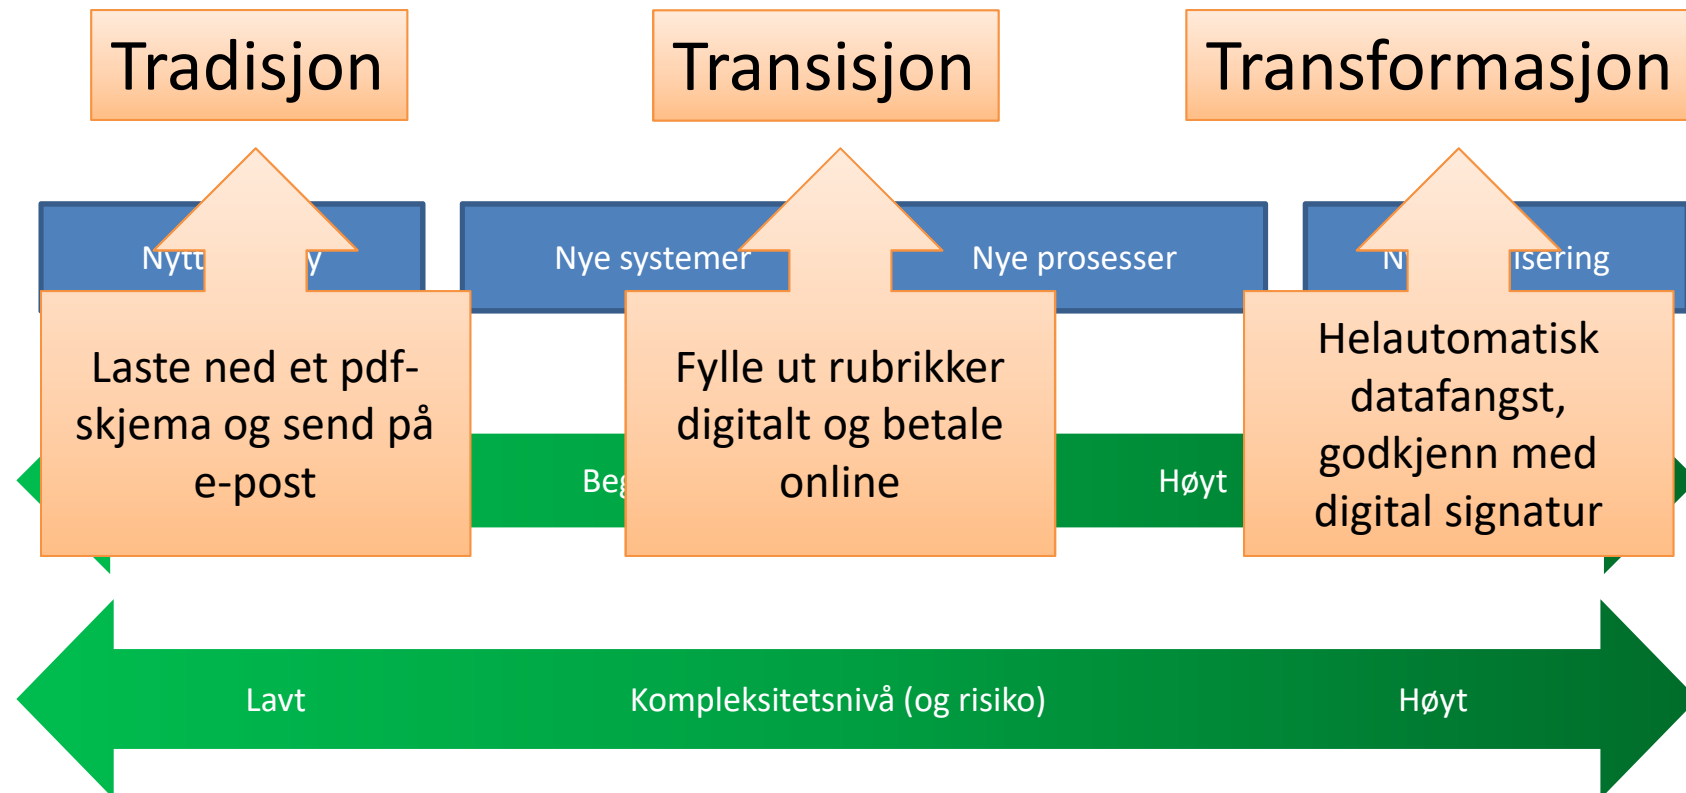 Tradisjon
Transisjon
Transformasjon
Nye systemer
Nye prosesser
Laste ned et pdf-
skjema og send på
e-post
Fylle ut rubrikker
digitalt og betale
online
Helautomatisk
datafangst,
godkjenn med
digital signatur
Høyt
Lavt
Kompleksitetsnivå (og risiko)
Høyt